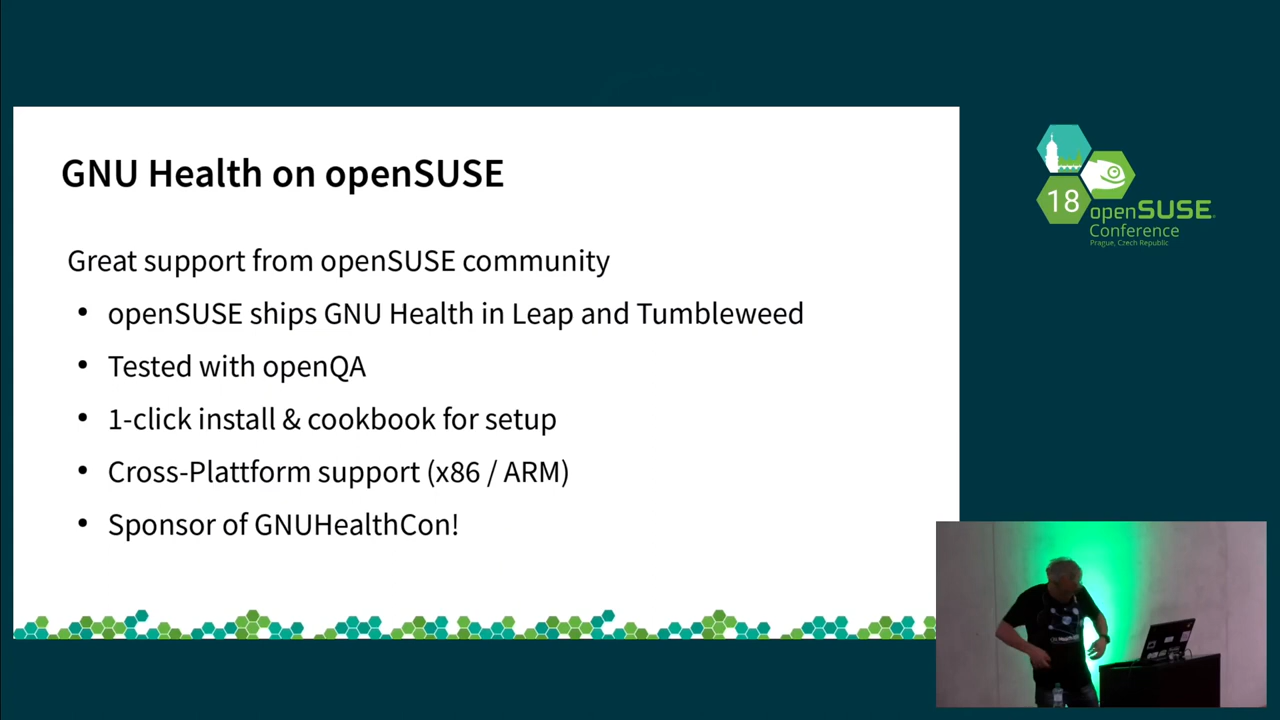 GNU Health on openSUSE
Great support from openSUSE community
• openSUSE ships GNU Health in Leap and Tumbleweed
• Tested with openQA
• 1-click install & cookbook for setup
• Cross-Plattform support (x86 / ARM)
• Sponsor of GNUHealthCon!
18
openSUSE
Conference
Prague, Czech Republic